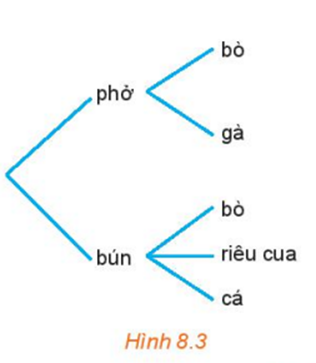 bò
phở
gà
bò
bún
riêu cua
cá
Hình 8.3